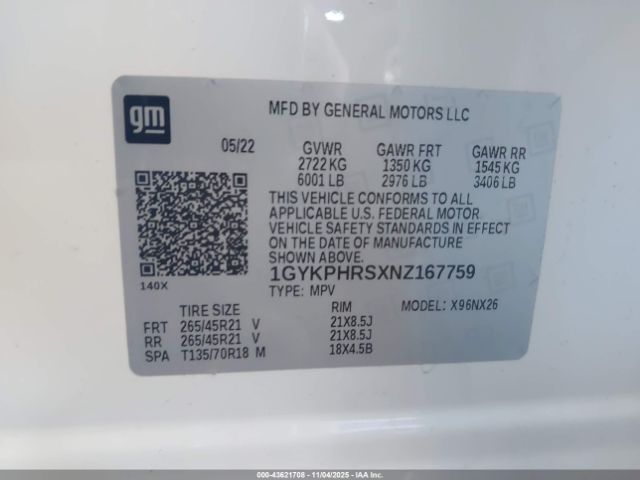 gm
MFD BY GENERAL MOTORS LLC
05/22 GVWR GAWR FRT GAWR RR
2722 KG 1350 KG 1545 KG
6001 LB 2976 LB 3406 LB
THIS VEHICLE CONFORMS TO ALL
APPLICABLE U.S. FEDERAL MOTOR
VEHICLE SAFETY STANDARDS IN EFFECT
ON THE DATE OF MANUFACTURE
SHOWN ABOVE.
1GYKPHRSXNZ167759
140X
TYPE: MPV MODEL: X96NX26
TIRE SIZE RIM
FRT 265/45R21 V 21X8.5J
RR 265/45R21 V 21X8.5J
SPA T135/70R18 M 18X4.5B
000-43621708 - 11/04/2025 - IAAI.COM